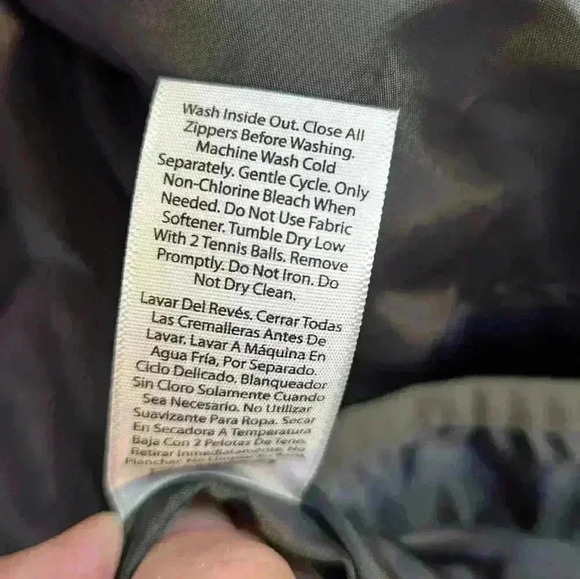 Wash Inside Out. Close All
Zippers Before Washing.
Machine Wash Cold
Separately. Gentle Cycle. Only
Non-Chlorine Bleach When
Needed. Do Not Use Fabric
Softener. Tumble Dry Low
With 2 Tennis Balls. Remove
Promptly. Do Not Iron. Do
Not Dry Clean.
Lavar Del Revés. Cerrar Todas
Las Cremalleras Antes De
Lavar. Lavar A Máquina En
Agua Fría, Por Separado.
Ciclo Delicado. Blanqueador
Sin Cloro Solamente Cuando
Sea Necesario. No Utilizar
Suavizante Para Ropa. Secar
En Secadora A Temperatura
Baja Con 2 Pelotas De Tenis.
Retirar Inmediatamente. No
Planchar. No